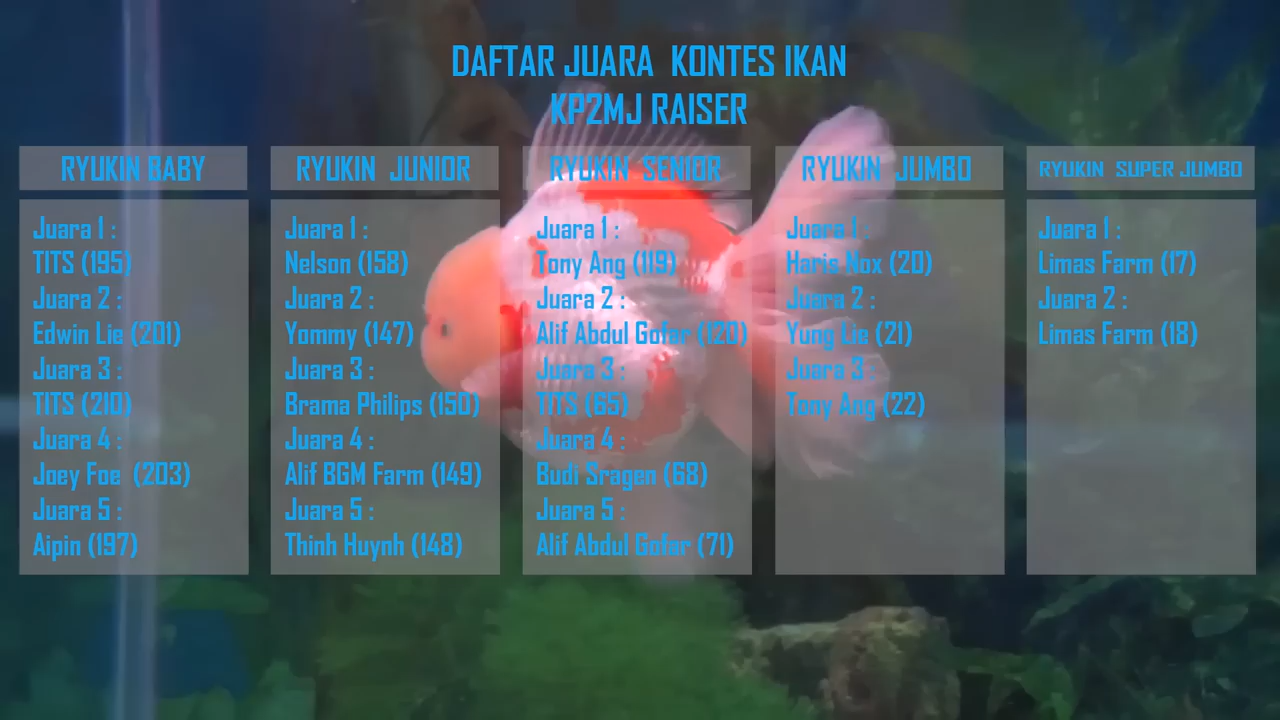 DAFTAR JUARA KONTES IKAN
KP2MJ RAISER
RYUKIN BABY
Juara 1 :
TITS (195)
Juara 2 :
Edwin Lie (201)
Juara 3 :
TITS (210)
Juara 4 :
Joey Foe (203)
Juara 5 :
Aipin (197)
RYUKIN JUNIOR
Juara 1 :
Nelson (158)
Juara 2 :
Yommy (147)
Juara 3 :
Brama Philips (150)
Juara 4 :
Alif BGM Farm (149)
Juara 5 :
Thinh Huynh (148)
RYUKIN SENIOR
Juara 1 :
Tony Ang (119)
Juara 2 :
Alif Abdul Gofar (120)
Juara 3 :
TITS (65)
Juara 4 :
Budi Sragen (68)
Juara 5 :
Alif Abdul Gofar (71)
RYUKIN JUMBO
Juara 1 :
Haris Nox (20)
Juara 2 :
Yung Lie (21)
Juara 3 :
Tony Ang (22)
RYUKIN SUPER JUMBO
Juara 1 :
Limas Farm (17)
Juara 2 :
Limas Farm (18)